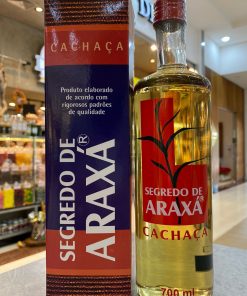 CACHAÇA
Produto elaborado
de acordo com
rigorosos padrões
de qualidade
SEGREDO DE
ARAXÁ®
SEGREDO DE
ARAXÁ®
CACHAÇA
700 ml